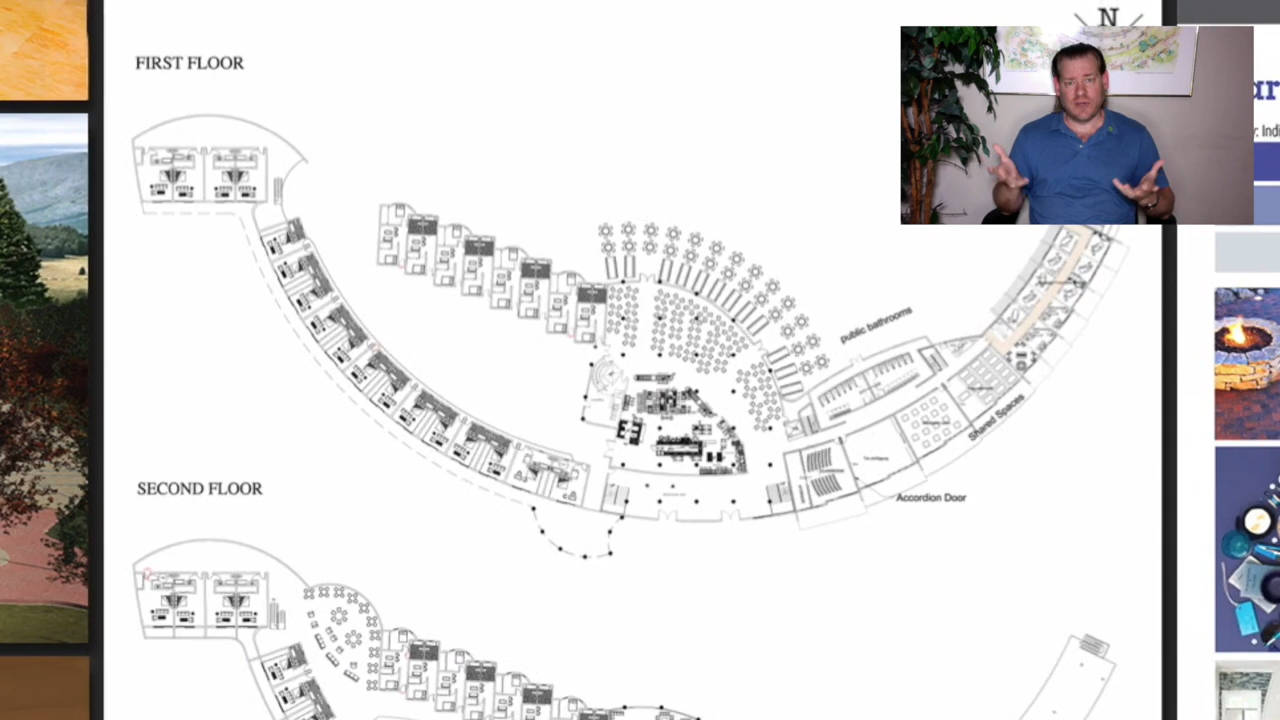 N
FIRST FLOOR
public bathrooms
Shared Spaces
SECOND FLOOR
Accordion Door